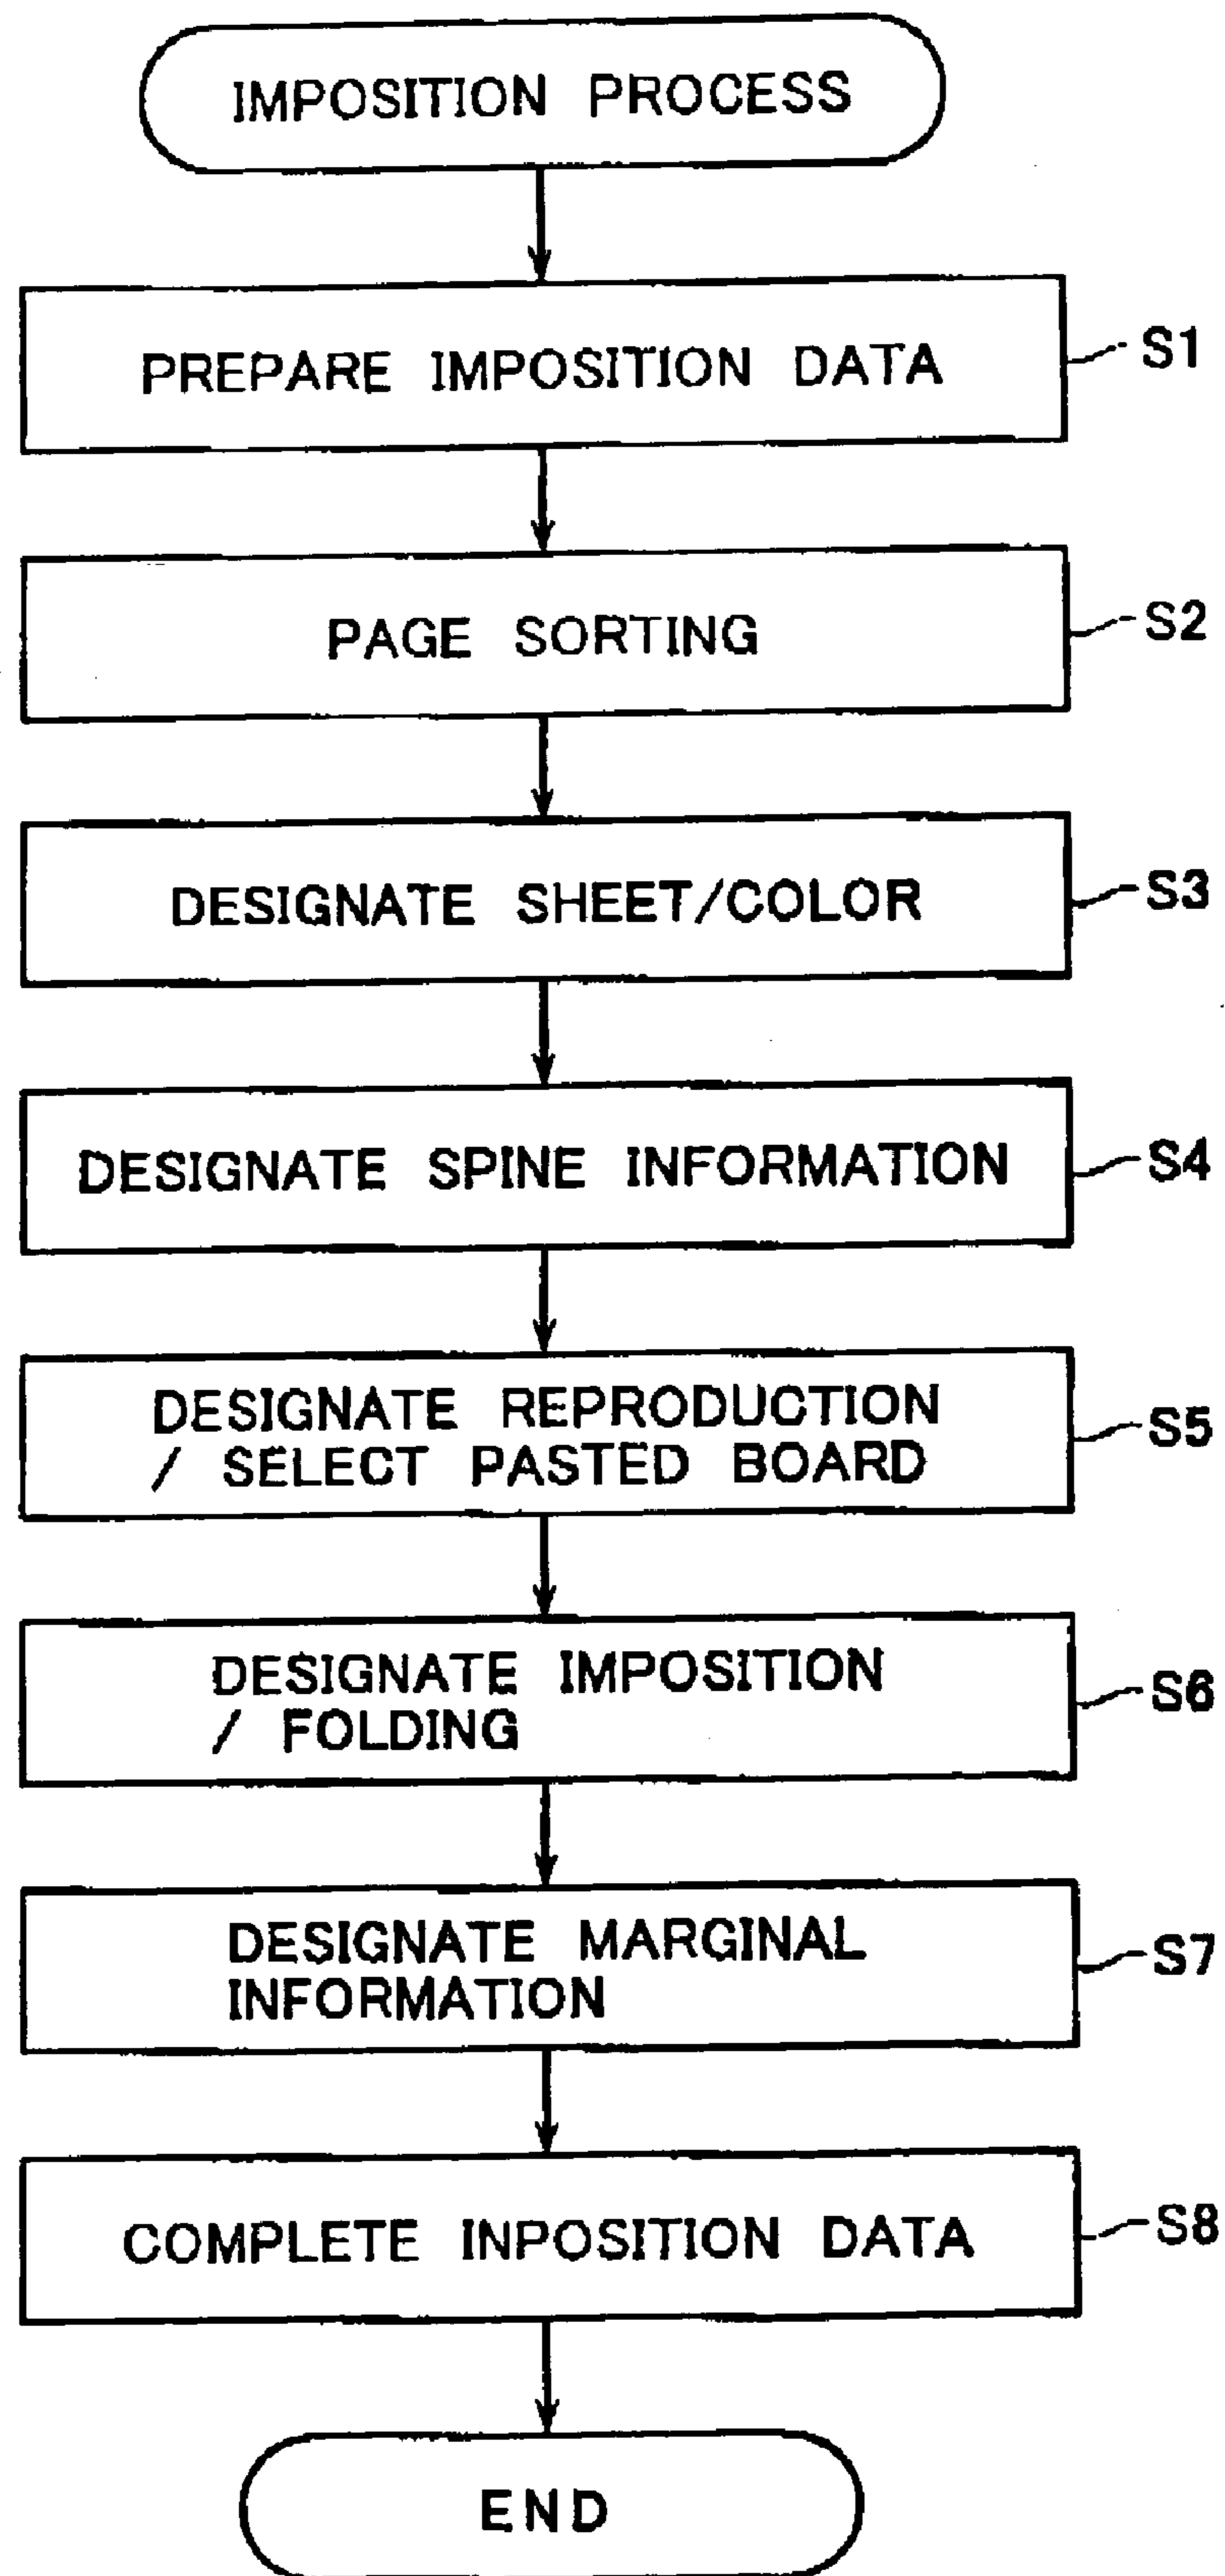 IMPOSITION PROCESS
PREPARE IMPOSITION DATA
S1
PAGE SORTING
S2
DESIGNATE SHEET/COLOR
S3
DESIGNATE SPINE INFORMATION
S4
DESIGNATE REPRODUCTION
/ SELECT PASTED BOARD
S5
DESIGNATE IMPOSITION
/ FOLDING
S6
DESIGNATE MARGINAL
INFORMATION
S7
COMPLETE INPOSITION DATA
S8
END